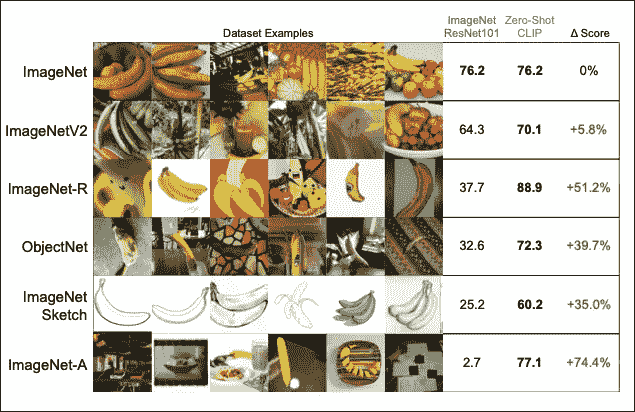 Dataset Examples
ImageNet
ResNet101
Zero-Shot
CLIP
Δ Score
ImageNet 76.2 76.2 0%
ImageNetV2 64.3 70.1 +5.8%
ImageNet-R 37.7 88.9 +51.2%
ObjectNet 32.6 72.3 +39.7%
ImageNet
Sketch 25.2 60.2 +35.0%
ImageNet-A 2.7 77.1 +74.4%